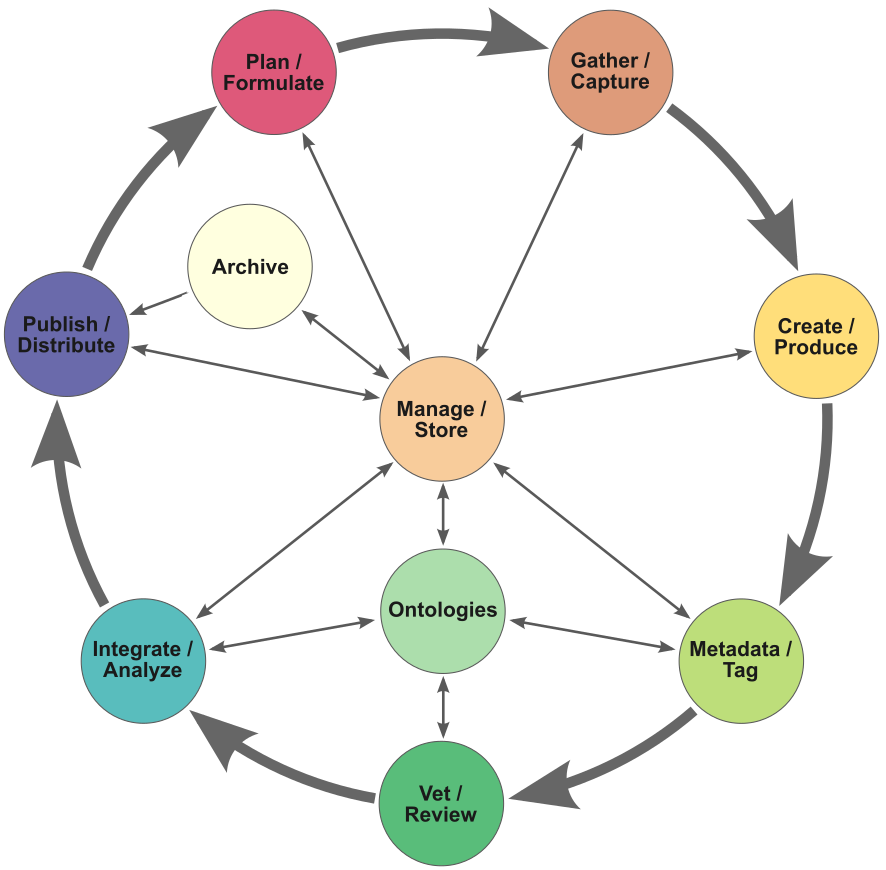 Plan /
Formulate
Gather /
Capture
Archive
Publish /
Distribute
Create /
Produce
Manage /
Store
Ontologies
Integrate /
Analyze
Metadata /
Tag
Vet /
Review